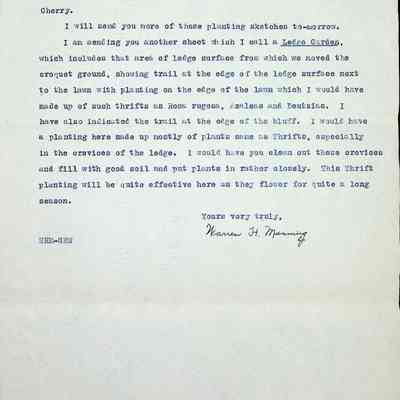 Cherry.
I will send you more of these planting sketches to-morrow.
I am sending you another sheet which I call a Ledge Garden,
which includes that area of ledge surface from which we moved the
croquet ground, showing trail at the edge of the ledge surface next
to the lawn with planting on the edge of the lawn which I would have
made up of such thrifts as Rosa rugosa, Azaleas and Deutzias. I
have also indicated the trail at the edge of the bluff. I would have
a planting here made up mostly of plants same as Thrifts, especially
in the crevices of the ledge. I would have you clean out these crevices
and fill with good soil and put plants in rather closely. This Thrift
planting will be quite effective here as they flower for quite a long
season.
Yours very truly,
Warren H. Manning